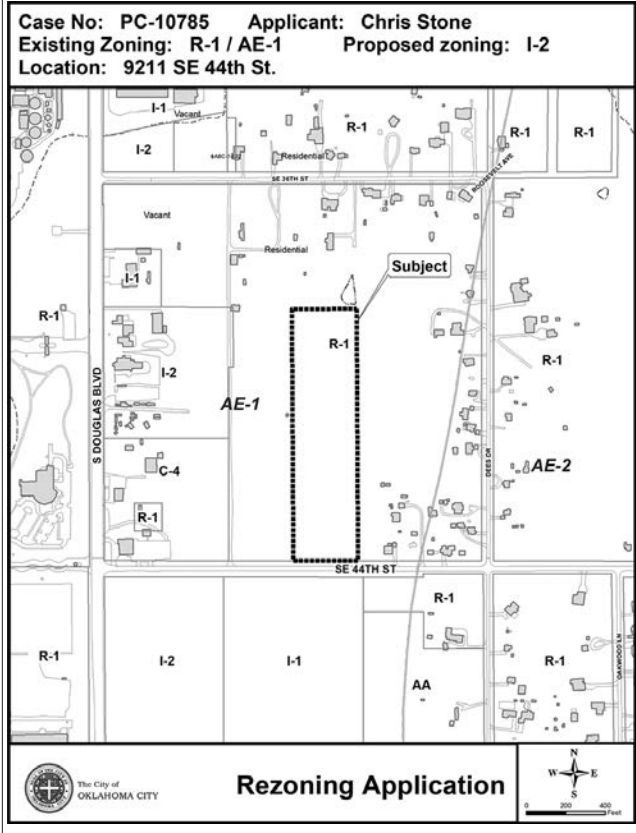 Case No: PC-10785 Applicant: Chris Stone
Existing Zoning: R-1 / AE-1 Proposed zoning: I-2
Location: 9211 SE 44th St.
I-1
Vacant
R-1
R-1
R-1
I-2
Residential
SE 36TH ST
ROOSEVELT AVE
Vacant
Residential
Subject
I-1
R-1
R-1
R-1
I-2
S DOUGLAS BLVD
AE-1
C-4
DEES DR
AE-2
R-1
SE 44TH ST
R-1
R-1
I-2
I-1
R-1
OAKWOOD LN
AA
The City of
OKLAHOMA CITY
Rezoning Application
N
W E
S
0 200 400
Feet